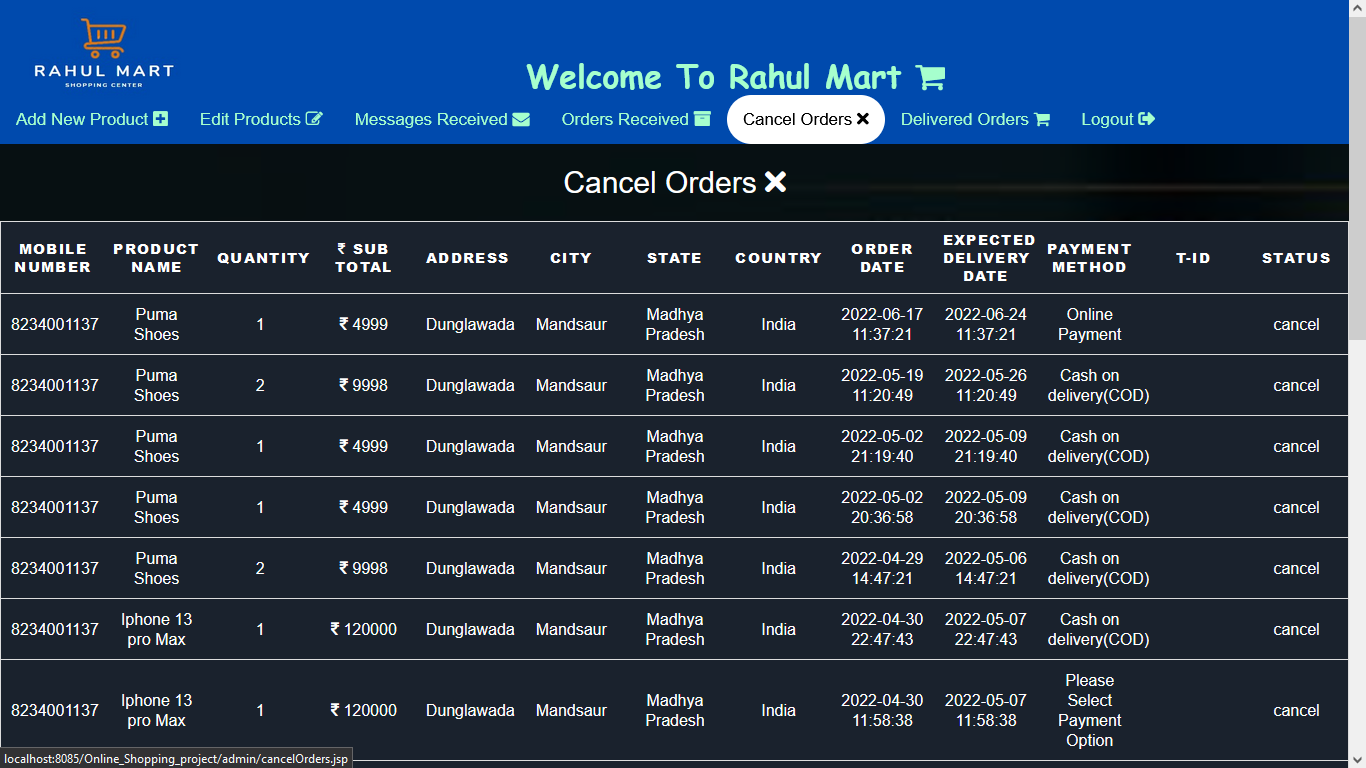 RAHUL MART
SHOPPING CENTER
Welcome To Rahul Mart
Add New Product Edit Products Messages Received Orders Received Cancel Orders Delivered Orders Logout
Cancel Orders
MOBILE NUMBER PRODUCT NAME QUANTITY ₹ SUB TOTAL ADDRESS CITY STATE COUNTRY ORDER DATE EXPECTED DELIVERY DATE PAYMENT METHOD T-ID STATUS
8234001137 Puma Shoes 1 ₹ 4999 Dunglawada Mandsaur Madhya Pradesh India 2022-06-17 11:37:21 2022-06-24 11:37:21 Online Payment cancel
8234001137 Puma Shoes 2 ₹ 9998 Dunglawada Mandsaur Madhya Pradesh India 2022-05-19 11:20:49 2022-05-26 11:20:49 Cash on delivery(COD) cancel
8234001137 Puma Shoes 1 ₹ 4999 Dunglawada Mandsaur Madhya Pradesh India 2022-05-02 21:19:40 2022-05-09 21:19:40 Cash on delivery(COD) cancel
8234001137 Puma Shoes 1 ₹ 4999 Dunglawada Mandsaur Madhya Pradesh India 2022-05-02 20:36:58 2022-05-09 20:36:58 Cash on delivery(COD) cancel
8234001137 Puma Shoes 2 ₹ 9998 Dunglawada Mandsaur Madhya Pradesh India 2022-04-29 14:47:21 2022-05-06 14:47:21 Cash on delivery(COD) cancel
8234001137 Iphone 13 pro Max 1 ₹ 120000 Dunglawada Mandsaur Madhya Pradesh India 2022-04-30 22:47:43 2022-05-07 22:47:43 Cash on delivery(COD) cancel
8234001137 Iphone 13 pro Max 1 ₹ 120000 Dunglawada Mandsaur Madhya Pradesh India 2022-04-30 11:58:38 2022-05-07 11:58:38 Please Select Payment Option cancel
localhost:8085/Online_Shopping_project/admin/cancelOrders.jsp